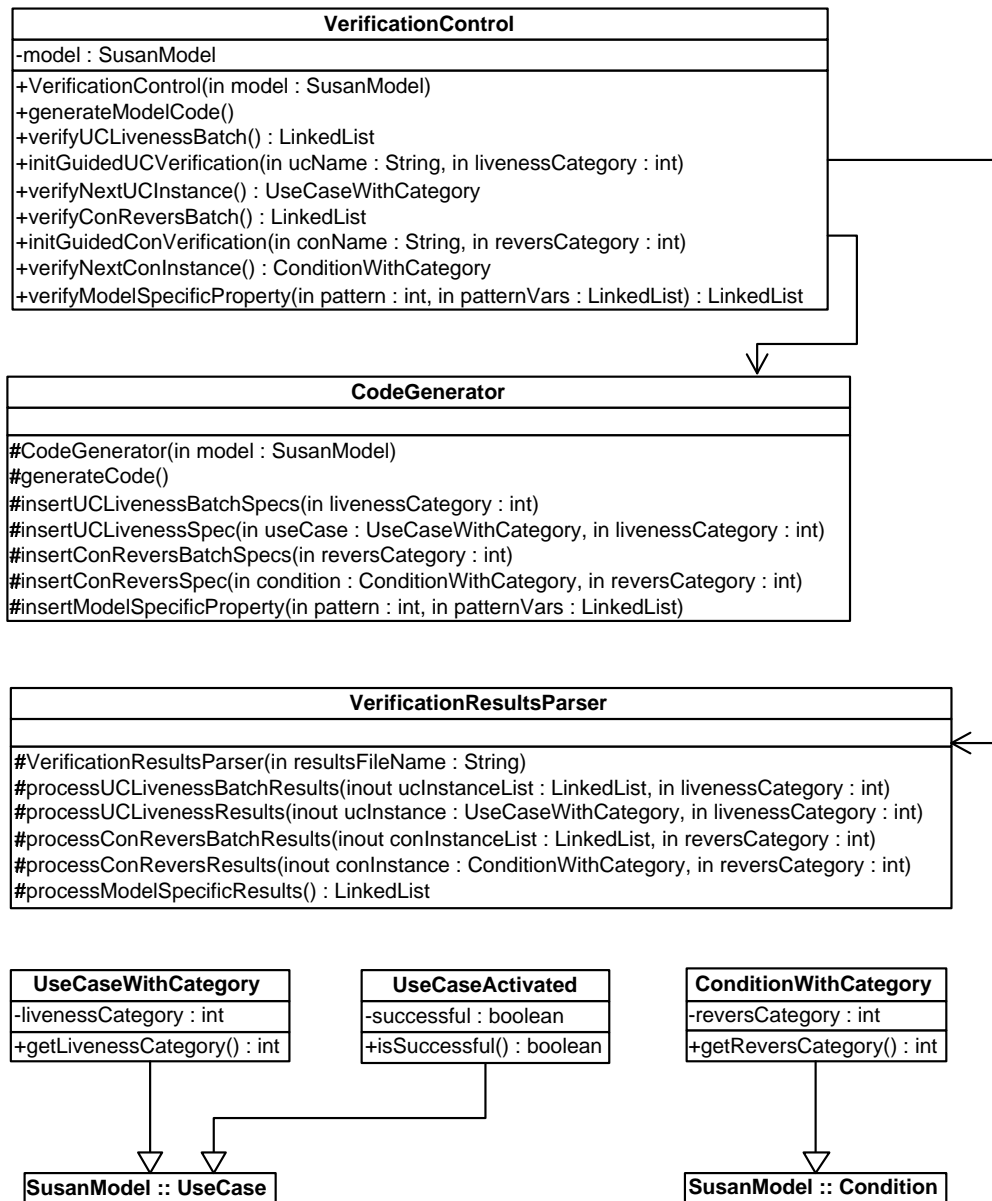 VerificationControl
-model : SusanModel
+VerificationControl(in model : SusanModel)
+generateModelCode()
+verifyUCLivenessBatch() : LinkedList
+initGuidedUCVerification(in ucName : String, in livenessCategory : int)
+verifyNextUCInstance() : UseCaseWithCategory
+verifyConReversBatch() : LinkedList
+initGuidedConVerification(in conName : String, in reversCategory : int)
+verifyNextConInstance() : ConditionWithCategory
+verifyModelSpecificProperty(in pattern : int, in patternVars : LinkedList) : LinkedList
CodeGenerator
#CodeGenerator(in model : SusanModel)
#generateCode()
#insertUCLivenessBatchSpecs(in livenessCategory : int)
#insertUCLivenessSpec(in useCase : UseCaseWithCategory, in livenessCategory : int)
#insertConReversBatchSpecs(in reversCategory : int)
#insertConReversSpec(in condition : ConditionWithCategory, in reversCategory : int)
#insertModelSpecificProperty(in pattern : int, in patternVars : LinkedList)
VerificationResultsParser
#VerificationResultsParser(in resultsFileName : String)
#processUCLivenessBatchResults(inout ucInstanceList : LinkedList, in livenessCategory : int)
#processUCLivenessResults(inout ucInstance : UseCaseWithCategory, in livenessCategory : int)
#processConReversBatchResults(inout conInstanceList : LinkedList, in reversCategory : int)
#processConReversResults(inout conInstance : ConditionWithCategory, in reversCategory : int)
#processModelSpecificResults() : LinkedList
UseCaseWithCategory
-livenessCategory : int
+getLivenessCategory() : int
UseCaseActivated
-successful : boolean
+isSuccessful() : boolean
ConditionWithCategory
-reversCategory : int
+getReversCategory() : int
SusanModel :: UseCase
SusanModel :: Condition